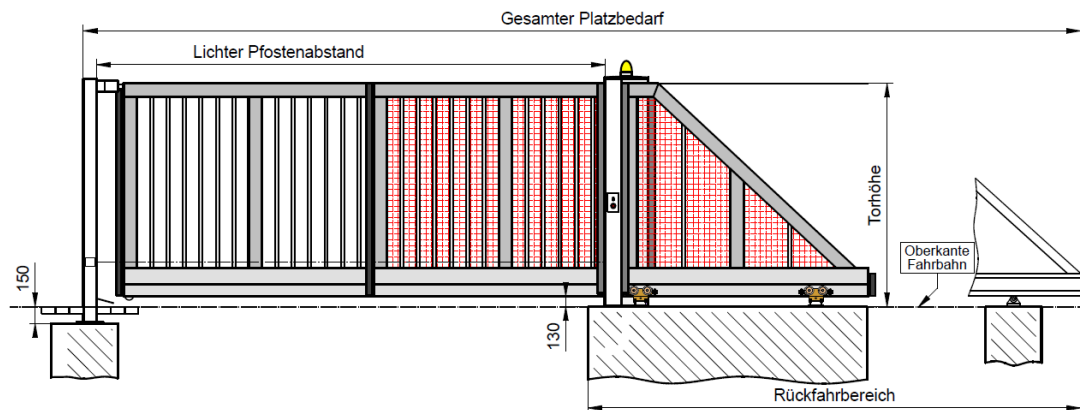 Gesamter Platzbedarf
Lichter Pfostenabstand
Torhöhe
Oberkante
Fahrbahn
150
130
Rückfahrbereich